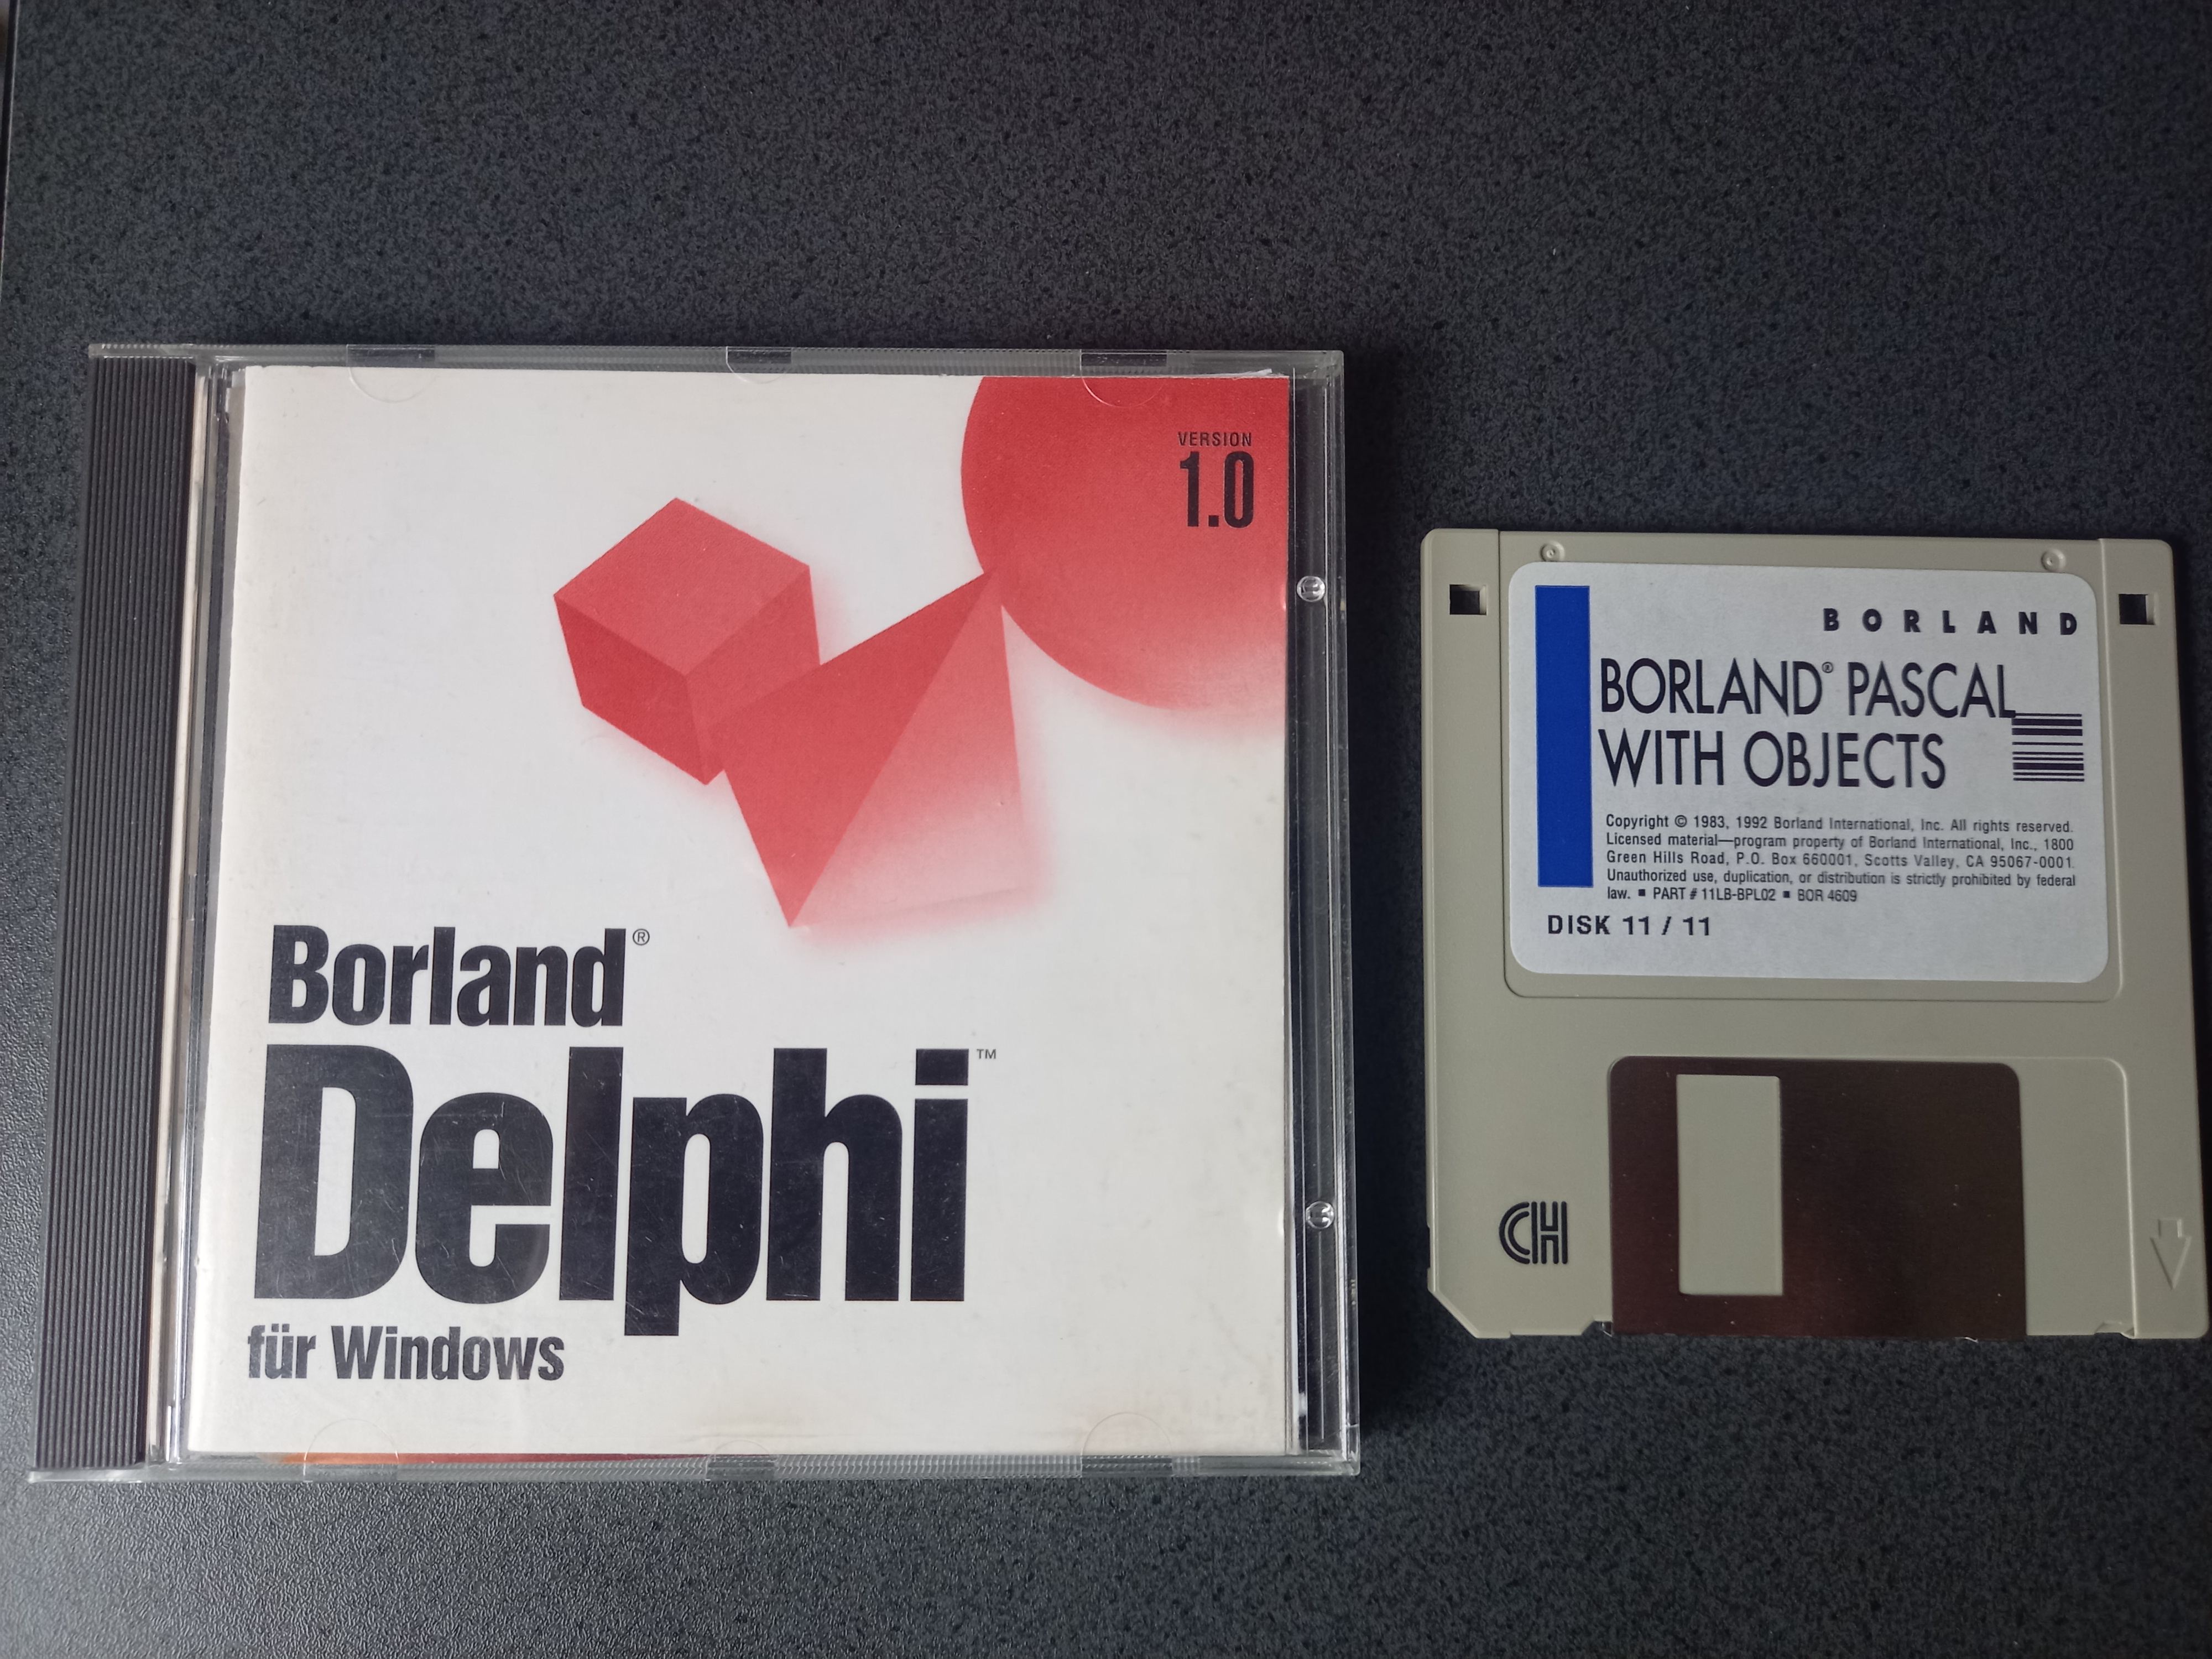 VERSION
1.0
Borland®
Delphi™
für Windows
BORLAND
BORLAND® PASCAL
WITH OBJECTS
Copyright © 1983, 1992 Borland International, Inc. All rights reserved.
Licensed material—program property of Borland International, Inc., 1800
Green Hills Road, P.O. Box 660001, Scotts Valley, CA 95067-0001.
Unauthorized use, duplication, or distribution is strictly prohibited by federal
law. ■ PART # 11LB-BPL02 ■ BOR 4609
DISK 11 / 11
CH